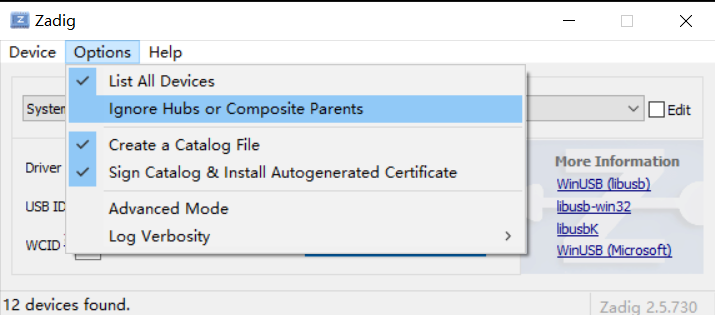 Zadig
Device Options Help
List All Devices
Ignore Hubs or Composite Parents
System
Edit
Create a Catalog File
Sign Catalog & Install Autogenerated Certificate
Driver
More Information
WinUSB (libusb)
USB ID
libusb-win32
Advanced Mode
libusbK
Log Verbosity
WCID
WinUSB (Microsoft)
12 devices found.
Zadig 2.5.730